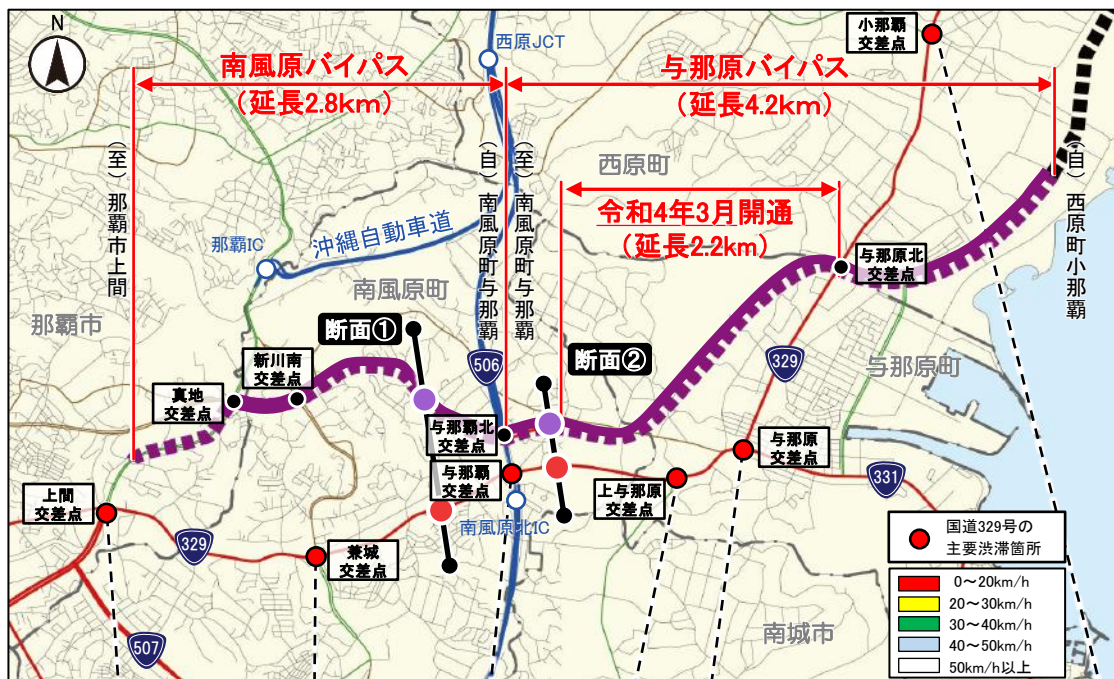 N
南風原バイパス
（延長2.8km）
与那原バイパス
（延長4.2km）
令和4年3月開通
（延長2.2km）
西原JCT
小那覇
交差点
（至）那覇市上間
（自）南風原町与那覇
（至）南風原町与那覇
（自）西原町小那覇
西原町
那覇IC
沖縄自動車道
南風原町
那覇市
断面①
断面②
506
329
与那原北
交差点
与那原町
新川南
交差点
真地
交差点
与那覇北
交差点
与那覇
交差点
与那原
交差点
上与那原
交差点
331
上間
交差点
329
兼城
交差点
南風原北IC
507
南城市
国道329号の
主要渋滞箇所
0～20km/h
20～30km/h
30～40km/h
40～50km/h
50km/h以上